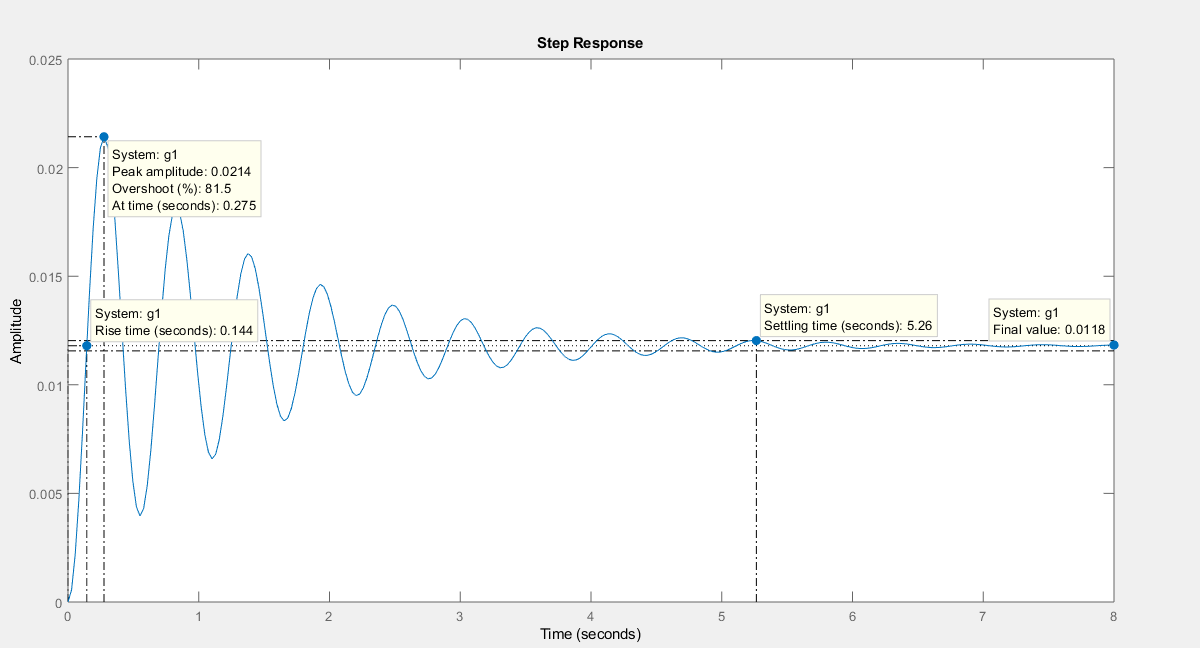 Step Response
0.025
0.02
0.015
0.01
0.005
0
Amplitude
System: g1
Peak amplitude: 0.0214
Overshoot (%): 81.5
At time (seconds): 0.275
System: g1
Rise time (seconds): 0.144
System: g1
Settling time (seconds): 5.26
System: g1
Final value: 0.0118
0 1 2 3 4 5 6 7 8
Time (seconds)